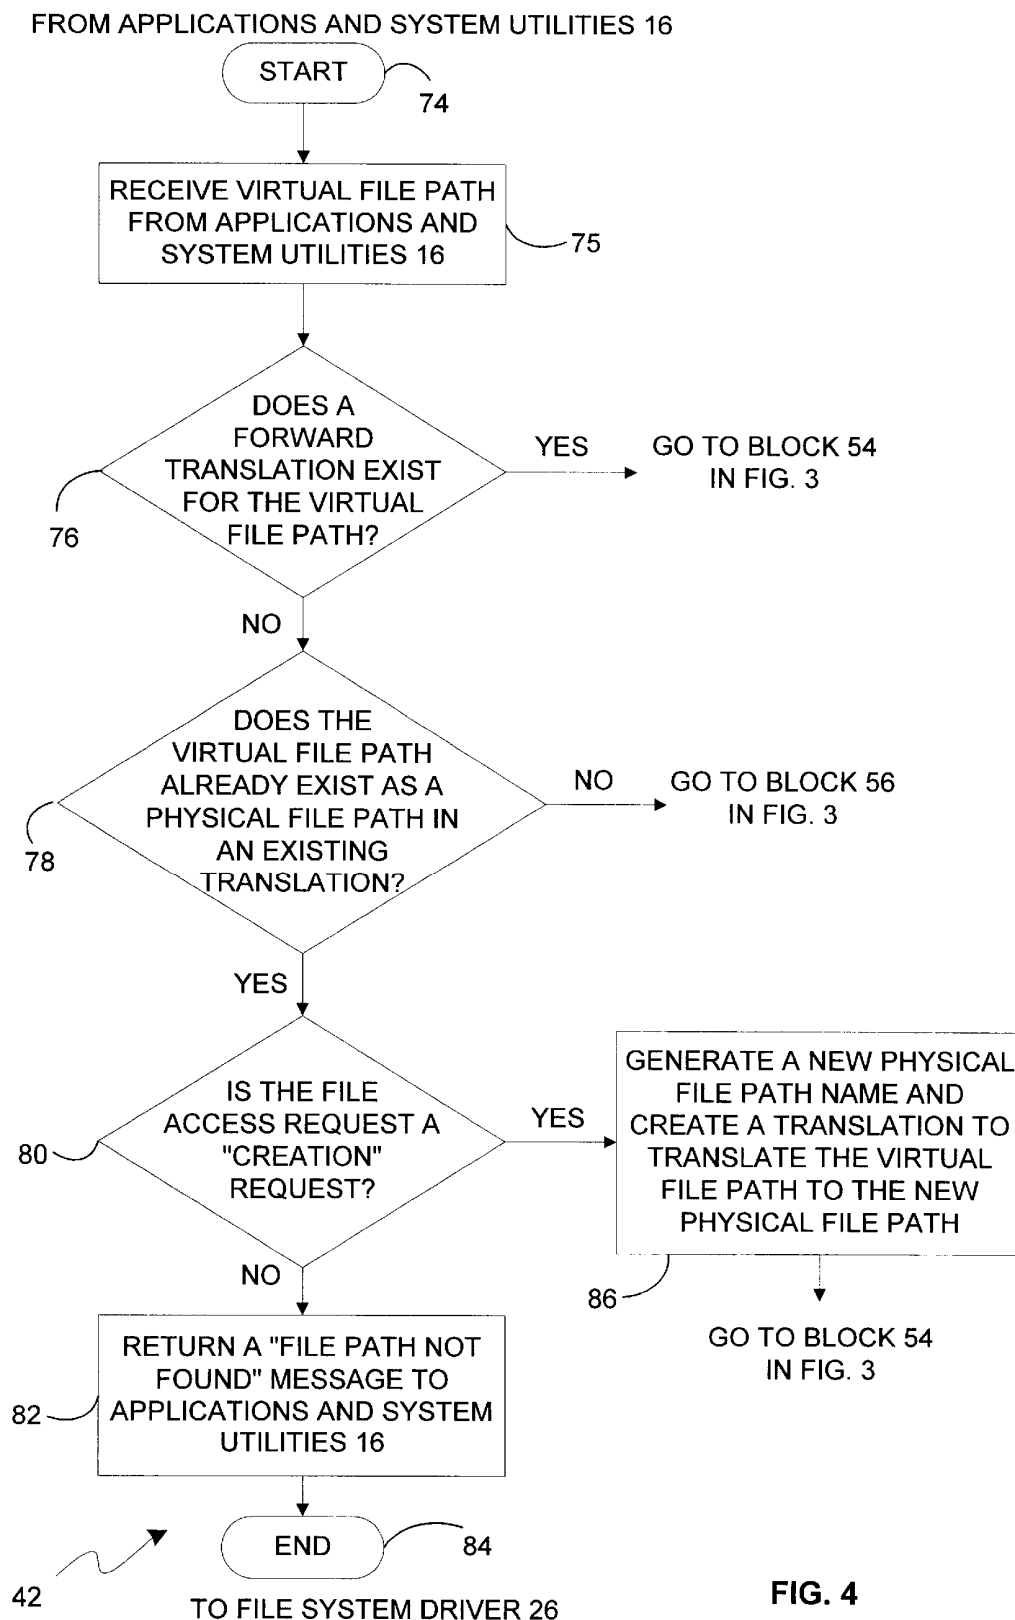 FROM APPLICATIONS AND SYSTEM UTILITIES 16
START
74
RECEIVE VIRTUAL FILE PATH
FROM APPLICATIONS AND
SYSTEM UTILITIES 16
75
DOES A
FORWARD
TRANSLATION EXIST
FOR THE VIRTUAL
FILE PATH?
76
YES
GO TO BLOCK 54
IN FIG. 3
NO
DOES THE
VIRTUAL FILE PATH
ALREADY EXIST AS A
PHYSICAL FILE PATH IN
AN EXISTING
TRANSLATION?
78
NO
GO TO BLOCK 56
IN FIG. 3
YES
IS THE FILE
ACCESS REQUEST A
"CREATION"
REQUEST?
80
YES
GENERATE A NEW PHYSICAL
FILE PATH NAME AND
CREATE A TRANSLATION TO
TRANSLATE THE VIRTUAL
FILE PATH TO THE NEW
PHYSICAL FILE PATH
86
GO TO BLOCK 54
IN FIG. 3
NO
RETURN A "FILE PATH NOT
FOUND" MESSAGE TO
APPLICATIONS AND SYSTEM
UTILITIES 16
82
END
84
42
TO FILE SYSTEM DRIVER 26
FIG. 4